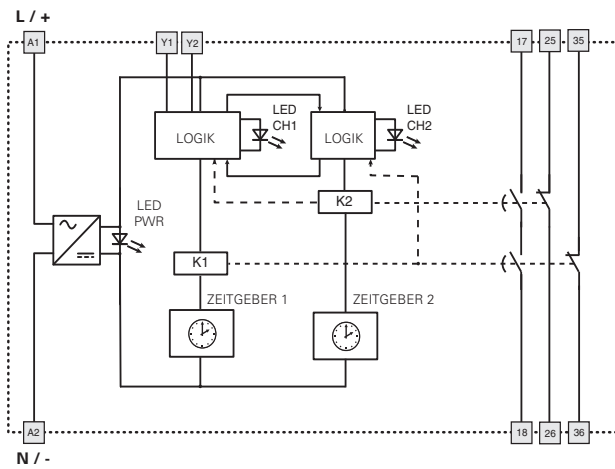 L / +
A1
Y1
Y2
17
25
35
LED
CH1
LED
CH2
LOGIK
LOGIK
K2
LED
PWR
K1
ZEITGEBER 1
ZEITGEBER 2
A2
18
26
36
N / -